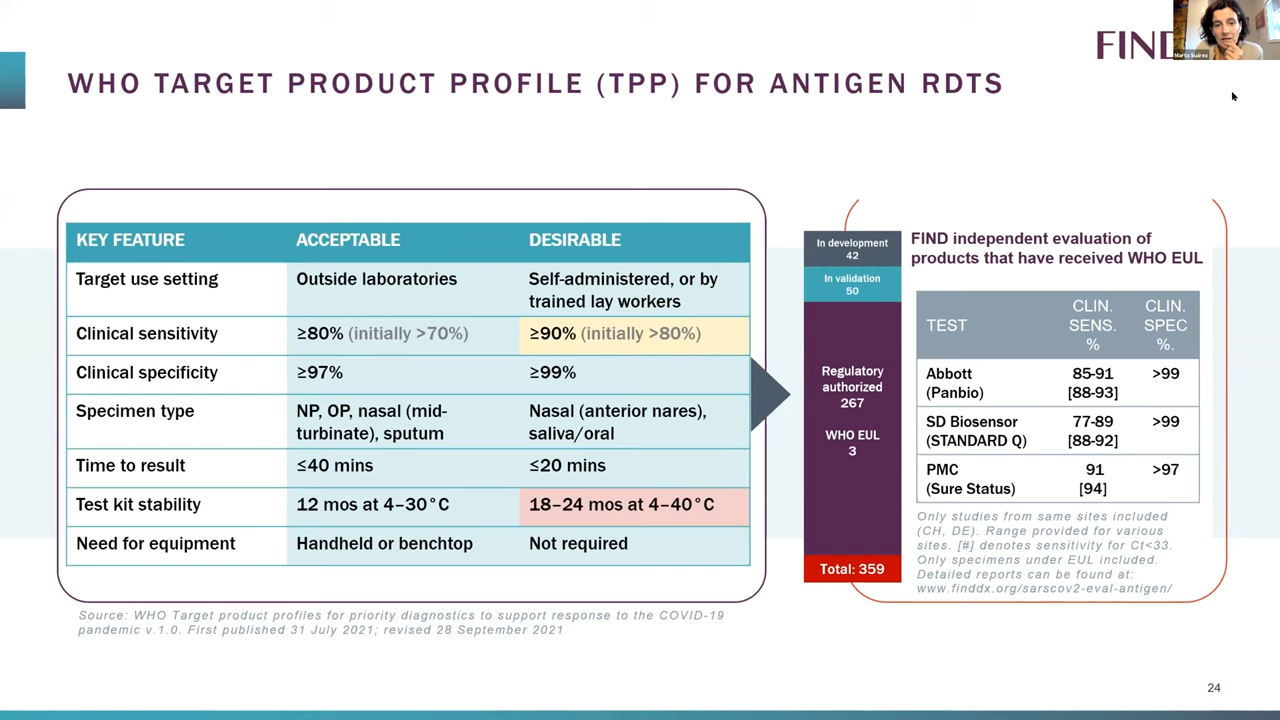 FIND
Marta Suárez
WHO TARGET PRODUCT PROFILE (TPP) FOR ANTIGEN RDTS
KEY FEATURE ACCEPTABLE DESIRABLE
Target use setting Outside laboratories Self-administered, or by
trained lay workers
Clinical sensitivity ≥80% (initially >70%) ≥90% (initially >80%)
Clinical specificity ≥97% ≥99%
Specimen type NP, OP, nasal (mid-
turbinate), sputum
Nasal (anterior nares),
saliva/oral
Time to result ≤40 mins ≤20 mins
Test kit stability 12 mos at 4–30°C 18–24 mos at 4–40°C
Need for equipment Handheld or benchtop Not required
Source: WHO Target product profiles for priority diagnostics to support response to the COVID-19
pandemic v.1.0. First published 31 July 2021; revised 28 September 2021
In development
42
In validation
50
Regulatory
authorized
267
WHO EUL
3
Total: 359
FIND independent evaluation of
products that have received WHO EUL
TEST
CLIN.
SENS.
%
CLIN.
SPEC
%.
Abbott
(Panbio)
85-91
[88-93]
>99
SD Biosensor
(STANDARD Q)
77-89
[88-92]
>99
PMC
(Sure Status)
91
[94]
>97
Only studies from same sites included
(CH, DE). Range provided for various
sites. [#] denotes sensitivity for Ct<33.
Only specimens under EUL included.
Detailed reports can be found at:
www.finddx.org/sarscov2-eval-antigen/
24